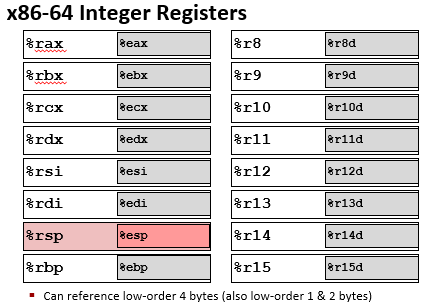 x86-64 Integer Registers
%rax %eax %r8 %r8d
%rbx %ebx %r9 %r9d
%rcx %ecx %r10 %r10d
%rdx %edx %r11 %r11d
%rsi %esi %r12 %r12d
%rdi %edi %r13 %r13d
%rsp %esp %r14 %r14d
%rbp %ebp %r15 %r15d
▪ Can reference low-order 4 bytes (also low-order 1 & 2 bytes)